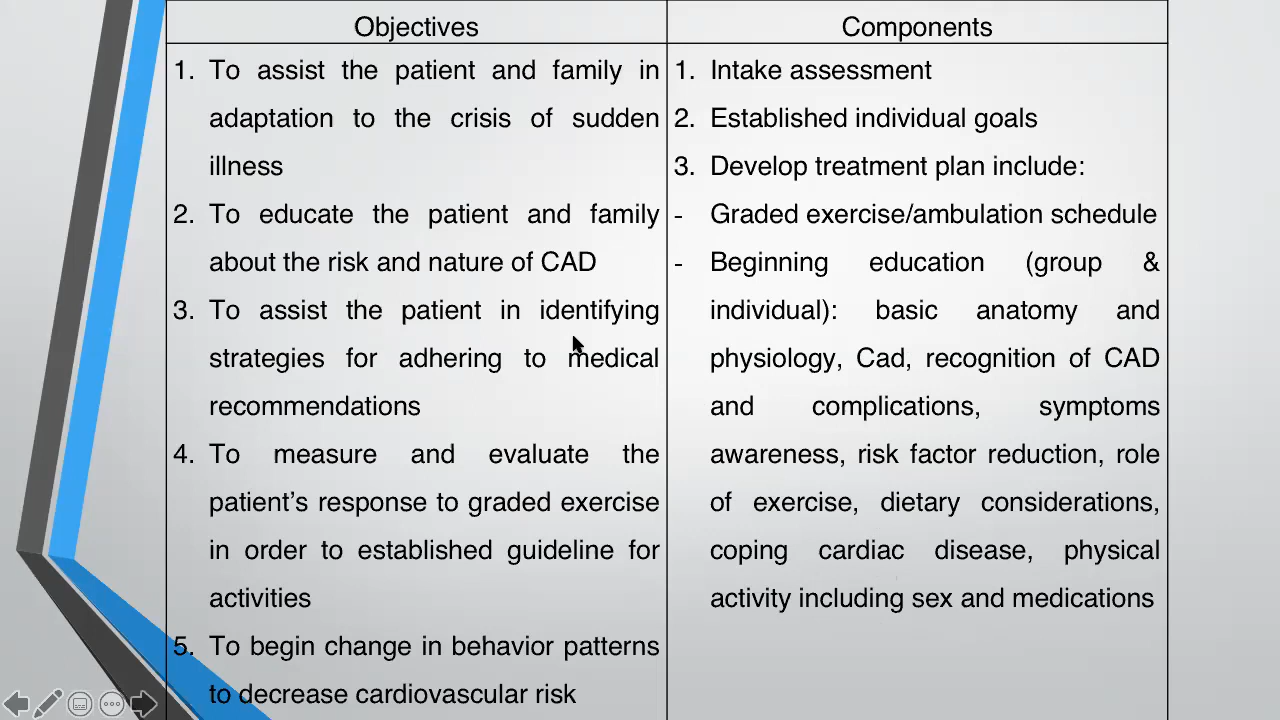 Objectives
1. To assist the patient and family in
adaptation to the crisis of sudden
illness
2. To educate the patient and family
about the risk and nature of CAD
3. To assist the patient in identifying
strategies for adhering to medical
recommendations
4. To measure and evaluate the
patient’s response to graded exercise
in order to established guideline for
activities
5. To begin change in behavior patterns
to decrease cardiovascular risk
Components
1. Intake assessment
2. Established individual goals
3. Develop treatment plan include:
- Graded exercise/ambulation schedule
- Beginning education (group &
individual): basic anatomy and
physiology, Cad, recognition of CAD
and complications, symptoms
awareness, risk factor reduction, role
of exercise, dietary considerations,
coping cardiac disease, physical
activity including sex and medications